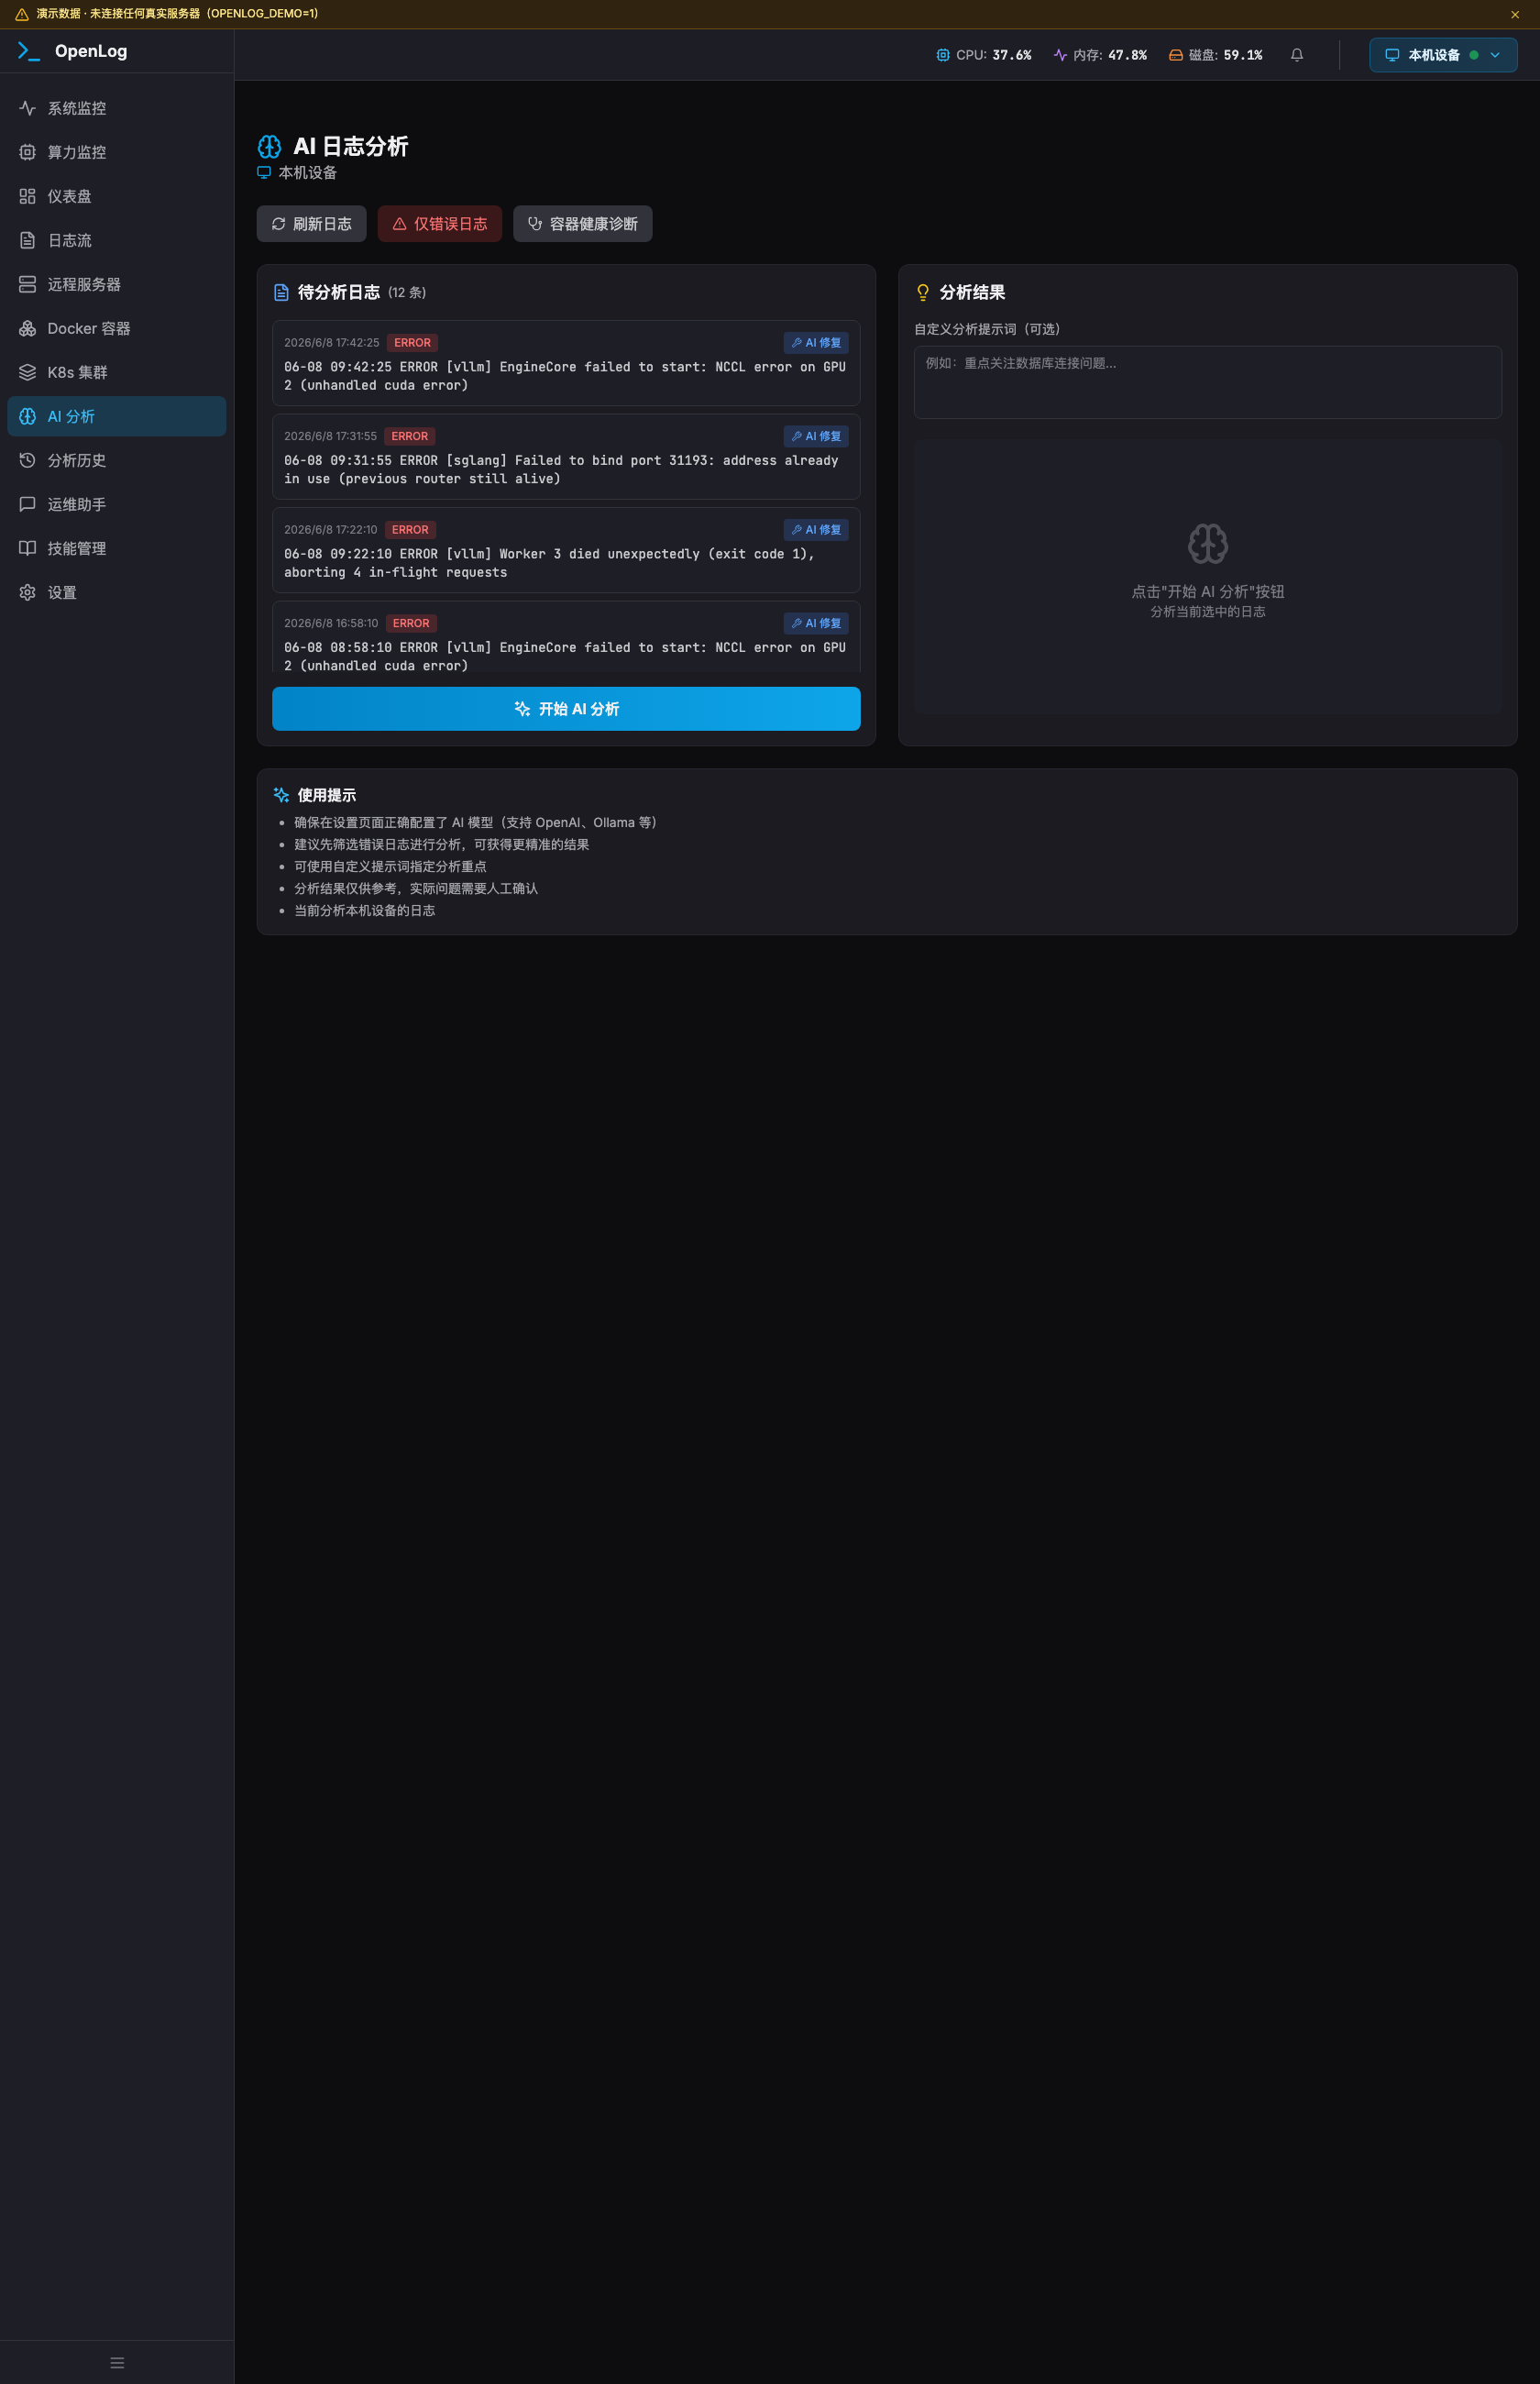 演示数据 · 未连接任何真实服务器（OPENLOG_DEMO=1）
OpenLog
CPU: 37.6%
内存: 47.8%
磁盘: 59.1%
本机设备
系统监控
算力监控
仪表盘
日志流
远程服务器
Docker 容器
K8s 集群
AI 分析
分析历史
运维助手
技能管理
设置
AI 日志分析
本机设备
刷新日志
仅错误日志
容器健康诊断
待分析日志 (12 条)
2026/6/8 17:42:25 ERROR AI 修复
06-08 09:42:25 ERROR [vllm] EngineCore failed to start: NCCL error on GPU
2 (unhandled cuda error)
2026/6/8 17:31:55 ERROR AI 修复
06-08 09:31:55 ERROR [sglang] Failed to bind port 31193: address already
in use (previous router still alive)
2026/6/8 17:22:10 ERROR AI 修复
06-08 09:22:10 ERROR [vllm] Worker 3 died unexpectedly (exit code 1),
aborting 4 in-flight requests
2026/6/8 16:58:10 ERROR AI 修复
06-08 08:58:10 ERROR [vllm] EngineCore failed to start: NCCL error on GPU
2 (unhandled cuda error)
开始 AI 分析
分析结果
自定义分析提示词（可选）
例如：重点关注数据库连接问题...
点击"开始 AI 分析"按钮
分析当前选中的日志
使用提示
• 确保在设置页面正确配置了 AI 模型（支持 OpenAI、Ollama 等）
• 建议先筛选错误日志进行分析，可获得更精准的结果
• 可使用自定义提示词指定分析重点
• 分析结果仅供参考，实际问题需要人工确认
• 当前分析本机设备的日志